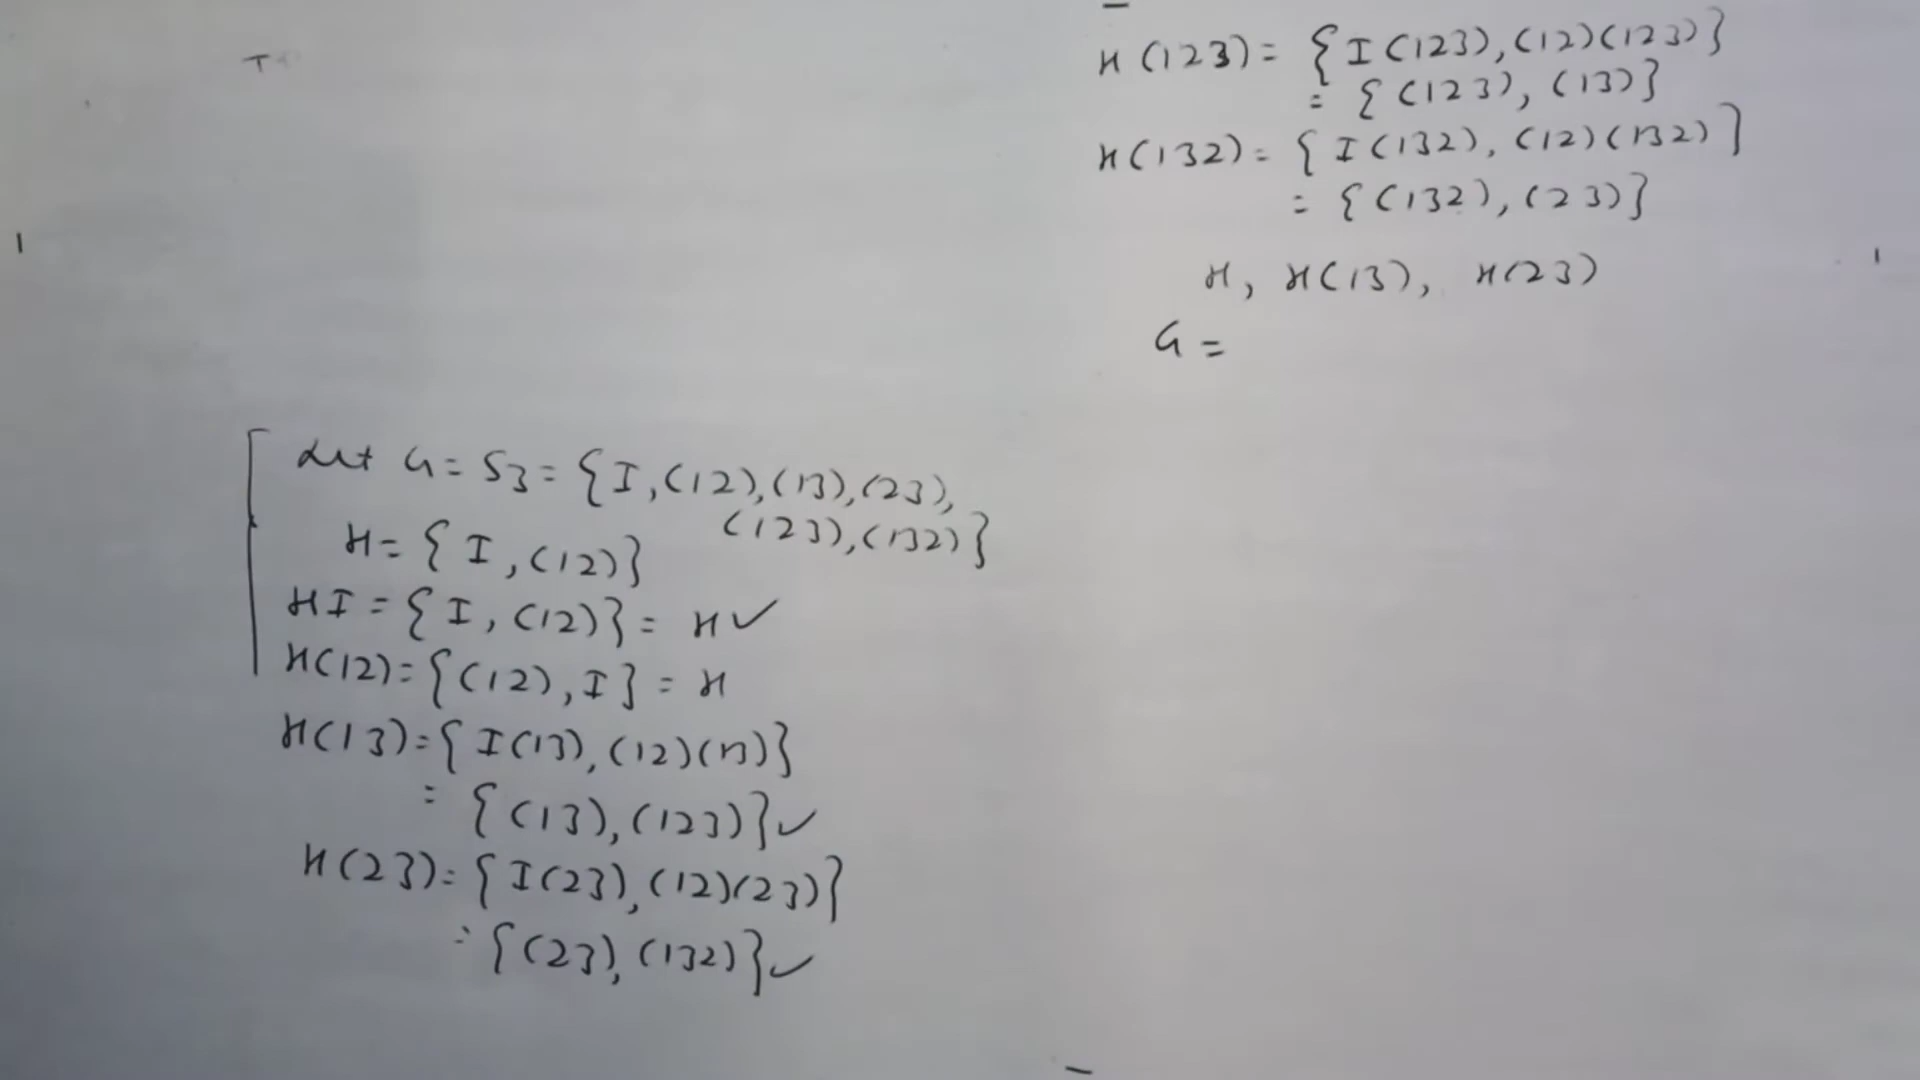 Let G = S3 = {I, (12), (13), (23),
(123), (132)}
H = {I, (12)}
HI = {I, (12)} = H ✓
H(12) = {(12), I} = H
H(13) = {I(13), (12)(13)}
= {(13), (123)} ✓
H(23) = {I(23), (12)(23)}
= {(23), (132)} ✓
H(123) = {I(123), (12)(123)}
= {(123), (13)}
H(132) = {I(132), (12)(132)}
= {(132), (23)}
H, H(13), H(23)
G =